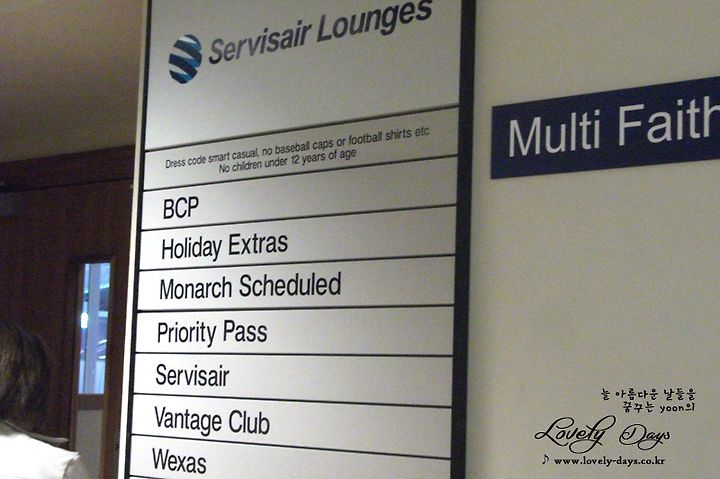 Servisair Lounges
Dress code smart casual, no baseball caps or football shirts etc
No children under 12 years of age
BCP
Holiday Extras
Monarch Scheduled
Priority Pass
Servisair
Vantage Club
Wexas
Multi Faith
늘 아름다운 날들을
꿈꾸는 yoon의
Lovely Days
♪ www.lovely-days.co.kr